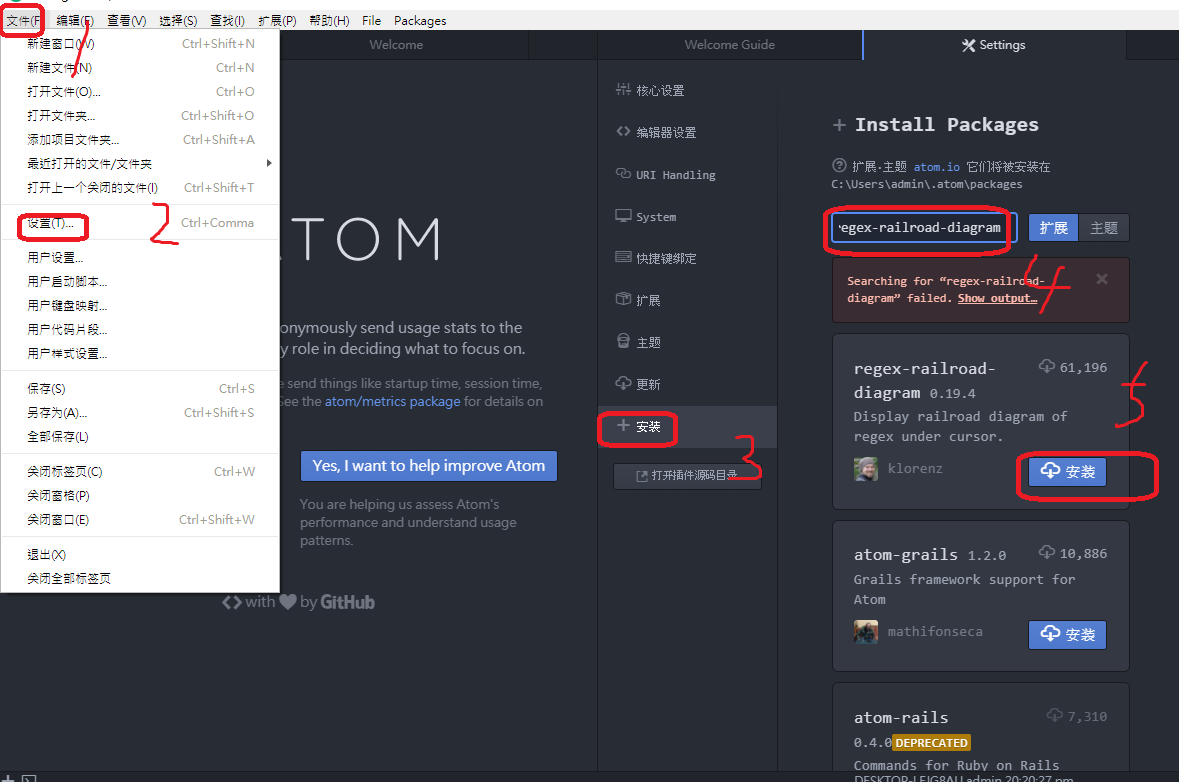 文件(F 编辑(E) 查看(V) 选择(S) 查找(I) 扩展(P) 帮助(H) File Packages
1
新建窗口(W) Ctrl+Shift+N
新建文件(N) Ctrl+N
打开文件(O)... Ctrl+O
打开文件夹... Ctrl+Shift+O
添加项目文件夹... Ctrl+Shift+A
最近打开的文件/文件夹
打开上一个关闭的文件(I) Ctrl+Shift+T
设置(T)... Ctrl+Comma
2
用户设置...
用户启动脚本...
用户键盘映射...
用户代码片段...
用户样式设置...
保存(S) Ctrl+S
另存为(A)... Ctrl+Shift+S
全部保存(L)
关闭标签页(C) Ctrl+W
关闭窗格(P)
关闭窗口(E) Ctrl+Shift+W
退出(X)
关闭全部标签页
Welcome
TOM
onymously send usage stats to the
y role in deciding what to focus on.
e send things like startup time, session time,
See the atom/metrics package for details on
Yes, I want to help improve Atom
You are helping us assess Atom's
performance and understand usage
patterns.
with by GitHub
Welcome Guide
Settings
核心设置
编辑器设置
URI Handling
System
快捷键绑定
扩展
主题
更新
安装
3
打开插件源码目录
Install Packages
扩展·主题 atom.io 它们将被安装在
C:\Users\admin\.atom\packages
regex-railroad-diagram
扩展 主题
4
Searching for “regex-railroad-
diagram” failed. Show output…
regex-railroad- 61,196
diagram 0.19.4
Display railroad diagram of
regex under cursor.
5
klorenz 安装
atom-grails 1.2.0 10,886
Grails framework support for
Atom
mathifonseca 安装
atom-rails 7,310
0.4.0 DEPRECATED
Commands for Ruby on Rails